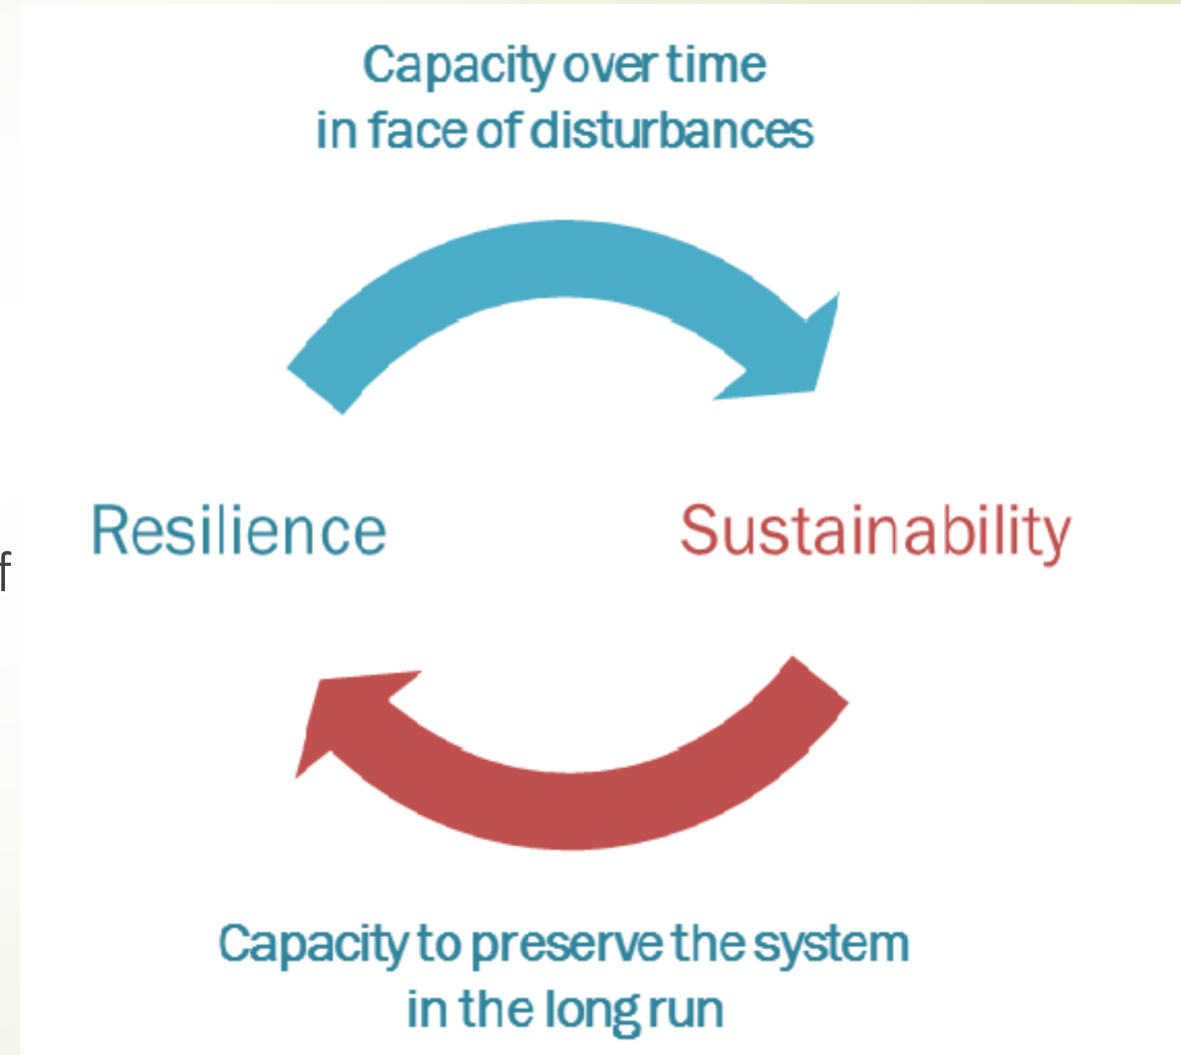 Capacity over time
in face of disturbances
Resilience
Sustainability
f
Capacity to preserve the system
in the long run